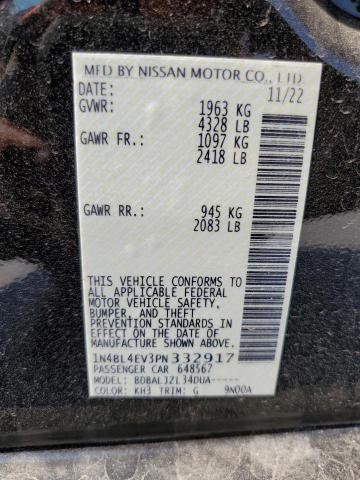 MFD BY NISSAN MOTOR CO., LTD.
DATE: 11/22
GVWR: 1963 KG
4328 LB
GAWR FR.: 1097 KG
2418 LB
GAWR RR.: 945 KG
2083 LB
THIS VEHICLE CONFORMS TO
ALL APPLICABLE FEDERAL
MOTOR VEHICLE SAFETY,
BUMPER, AND THEFT
PREVENTION STANDARDS IN
EFFECT ON THE DATE OF
MANUFACTURE SHOWN ABOVE.
1N4BL4EV3PN 332917
PASSENGER CAR 648567
MODEL: BDBALJZL34DUA-----
COLOR: KH3 TRIM: G 9N00A